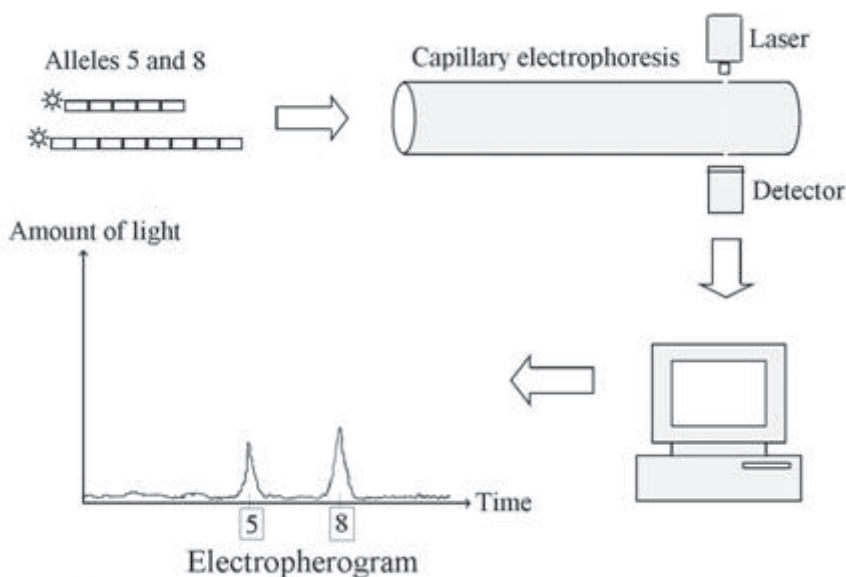 Alleles 5 and 8
Capillary electrophoresis
Laser
Detector
Amount of light
Time
5
8
Electropherogram